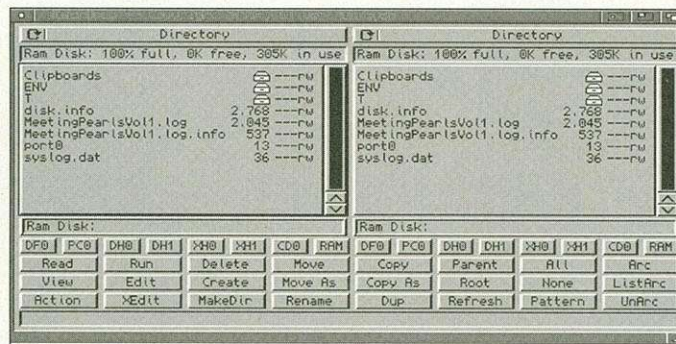 Directory
Ram Disk: 100% full, 0K free, 305K in use
Clipboards ---rw
ENV ---rw
T ---rw
disk.info 2.768 ---rw
MeetingPearlsVol1.log 2.045 ---rw
MeetingPearlsVol1.log.info 537 ---rw
port0 13 ---rw
syslog.dat 36 ---rw
Ram Disk:
Directory
Ram Disk: 100% full, 0K free, 305K in use
Clipboards ---rw
ENV ---rw
T ---rw
disk.info 2.768 ---rw
MeetingPearlsVol1.log 2.045 ---rw
MeetingPearlsVol1.log.info 537 ---rw
port0 13 ---rw
syslog.dat 36 ---rw
Ram Disk:
DF0 PC0 DH0 DH1 XH0 XH1 CD0 RAM DF0 PC0 DH0 DH1 XH0 XH1 CD0 RAM
Read Run Delete Move Copy Parent All Arc
View Edit Create Move As Copy As Root None ListArc
Action XEdit MakeDir Rename Dup Refresh Pattern UnArc